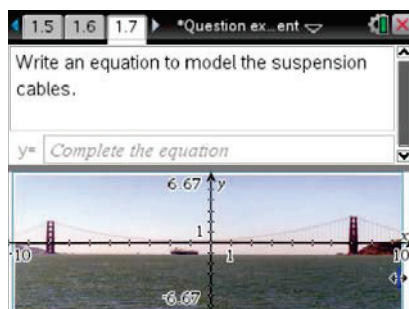 1.5 1.6 1.7 *Question ex...ent
Write an equation to model the suspension
cables.
y= Complete the equation
6.67 y
1
x
-10 1 10
-6.67